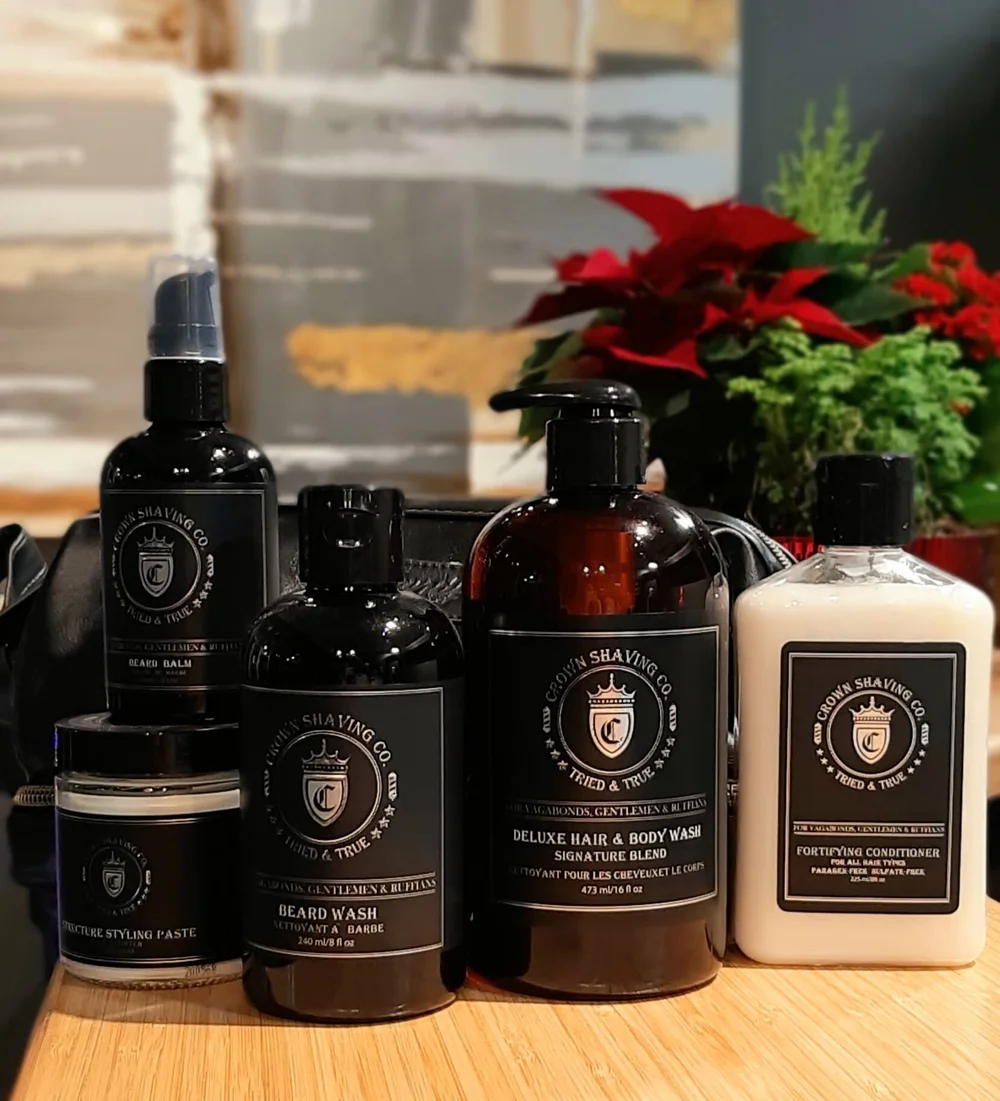 CROWN SHAVING CO.
TRIED & TRUE
GENTLEMEN & RUFFIANS
BEARD BALM
CROWN SHAVING CO.
STRUCTURE STYLING PASTE
CROWN SHAVING CO.
C
TRIED & TRUE
VAGABONDS, GENTLEMEN & RUFFIANS
BEARD WASH
NETTOYANT A BARBE
240 ml/8 fl oz
CROWN SHAVING CO.
C
TRIED & TRUE
FOR VAGABONDS, GENTLEMEN & RUFFIANS
DELUXE HAIR & BODY WASH
SIGNATURE BLEND
NETTOYANT POUR LES CHEVEUXET LE CORPS
473 ml/16 fl oz
CROWN SHAVING CO.
C
TRIED & TRUE
FOR VAGABONDS, GENTLEMEN & RUFFIANS
FORTIFYING CONDITIONER
FOR ALL HAIR TYPES
PARABEN-FREE SULFATE-FREE